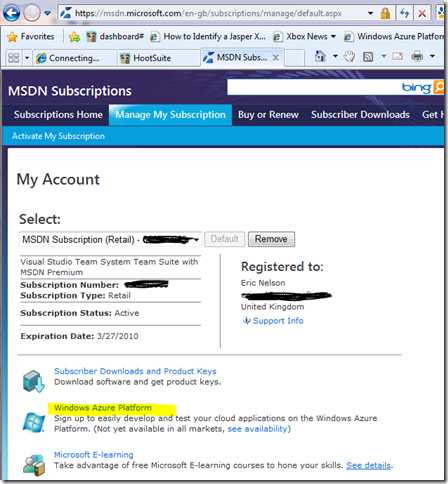 https://msdn.microsoft.com/en-gb/subscriptions/manage/default.aspx
Favorites
dashboard#
How to Identify a Jasper X...
Xbox News
Windows Azure Platform
Connecting...
HootSuite
MSDN Subs...
MSDN Subscriptions
bing
Subscriptions Home
Manage My Subscription
Buy or Renew
Subscriber Downloads
Get H
Activate My Subscription
My Account
Select:
MSDN Subscription (Retail) -
Default
Remove
Visual Studio Team System Team Suite with
MSDN Premium
Subscription Number:
Subscription Type: Retail
Subscription Status: Active
Expiration Date: 3/27/2010
Registered to:
Eric Nelson
United Kingdom
Support Info
Subscriber Downloads and Product Keys
Download software and get product keys.
Windows Azure Platform
Sign up to easily develop and test your cloud applications on the Windows Azure
Platform. (Not yet available in all markets, see availability)
Microsoft E-learning
Take advantage of free Microsoft E-learning courses to hone your skills. See details.